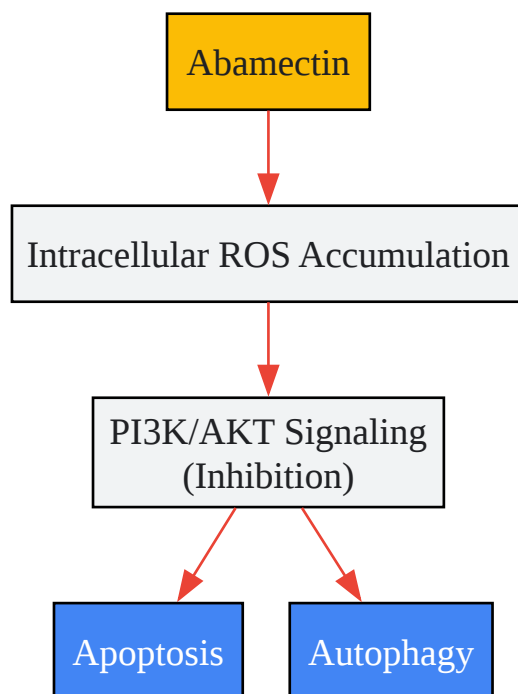 Abamectin
Intracellular ROS Accumulation
PI3K/AKT Signaling
(Inhibition)
Apoptosis
Autophagy